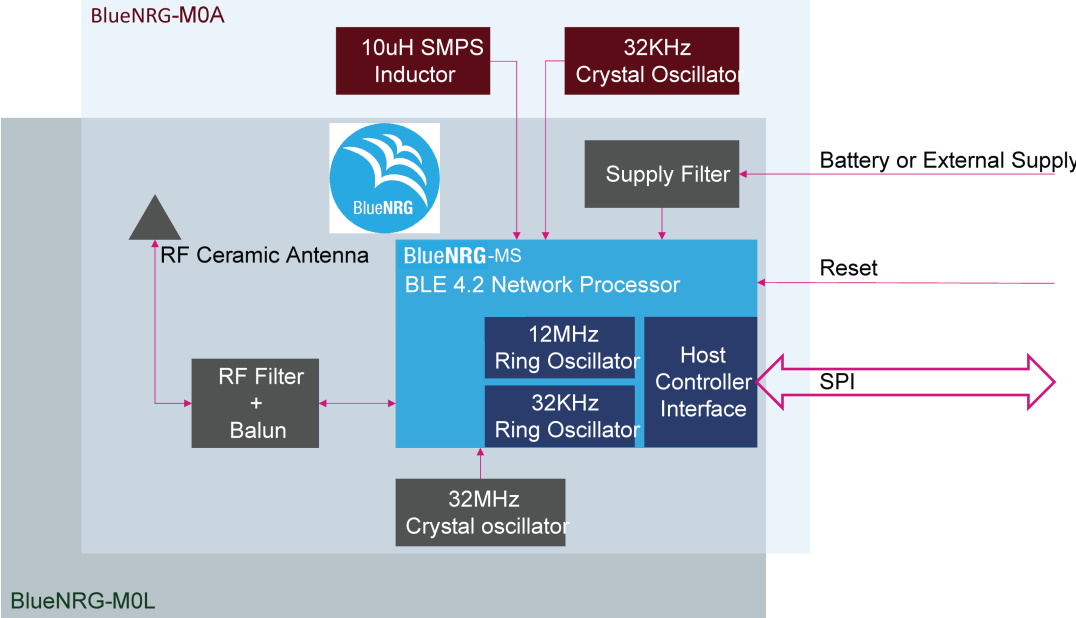 BlueNRG-M0A
10uH SMPS
Inductor
32KHz
Crystal Oscillator
BlueNRG
Supply Filter
Battery or External Supply
RF Ceramic Antenna
BlueNRG-MS
BLE 4.2 Network Processor
Reset
12MHz
Ring Oscillator
32KHz
Ring Oscillator
Host
Controller
Interface
SPI
RF Filter
+
Balun
32MHz
Crystal oscillator
BlueNRG-M0L